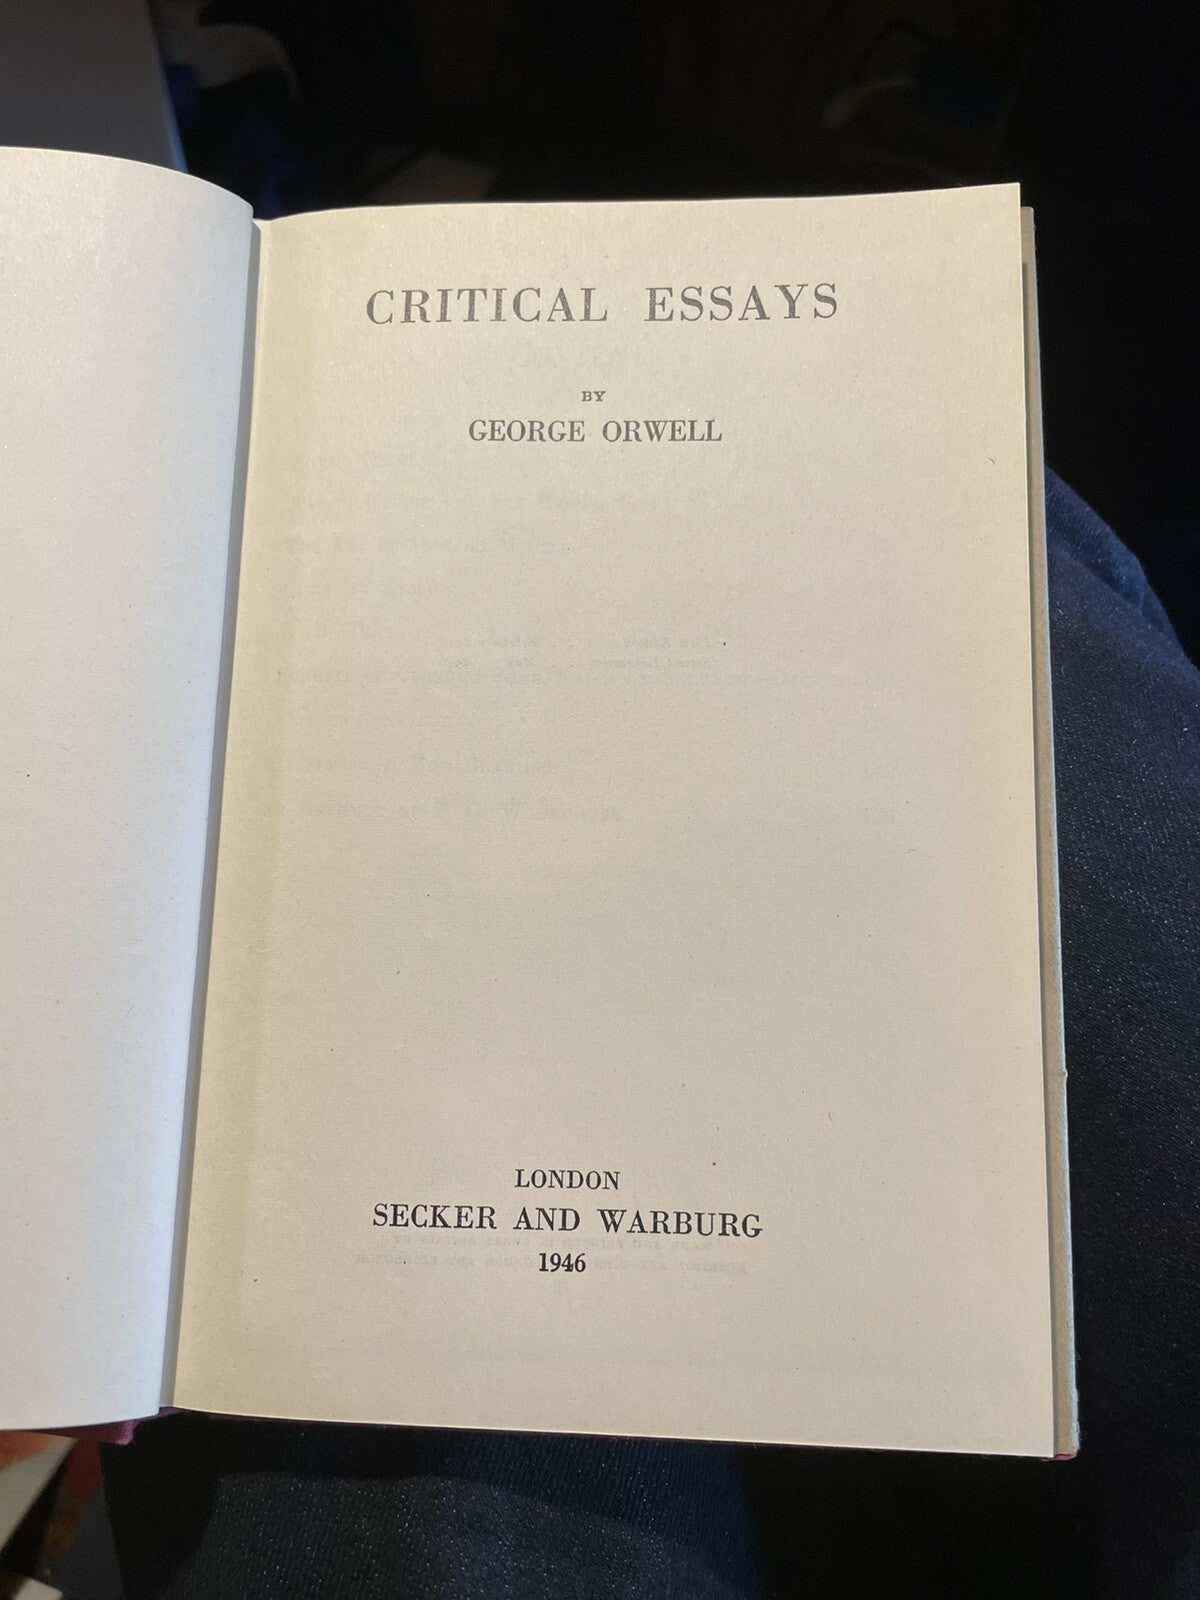 CRITICAL ESSAYS
BY
GEORGE ORWELL
LONDON
SECKER AND WARBURG
1946